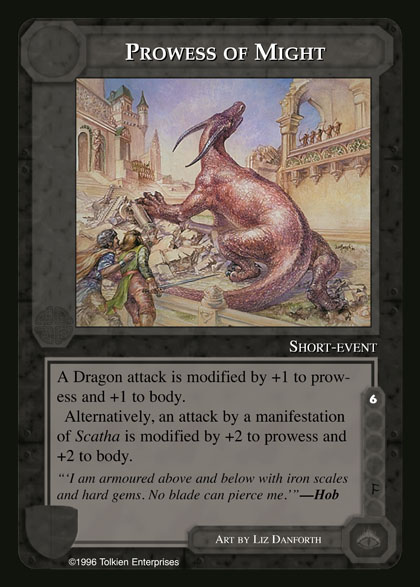 PROWESS OF MIGHT
SHORT-EVENT
A Dragon attack is modified by +1 to prow-
ess and +1 to body.
Alternatively, an attack by a manifestation
of Scatha is modified by +2 to prowess and
+2 to body.
6
“‘I am armoured above and below with iron scales
and hard gems. No blade can pierce me.’”—Hob
ART BY LIZ DANFORTH
©1996 Tolkien Enterprises